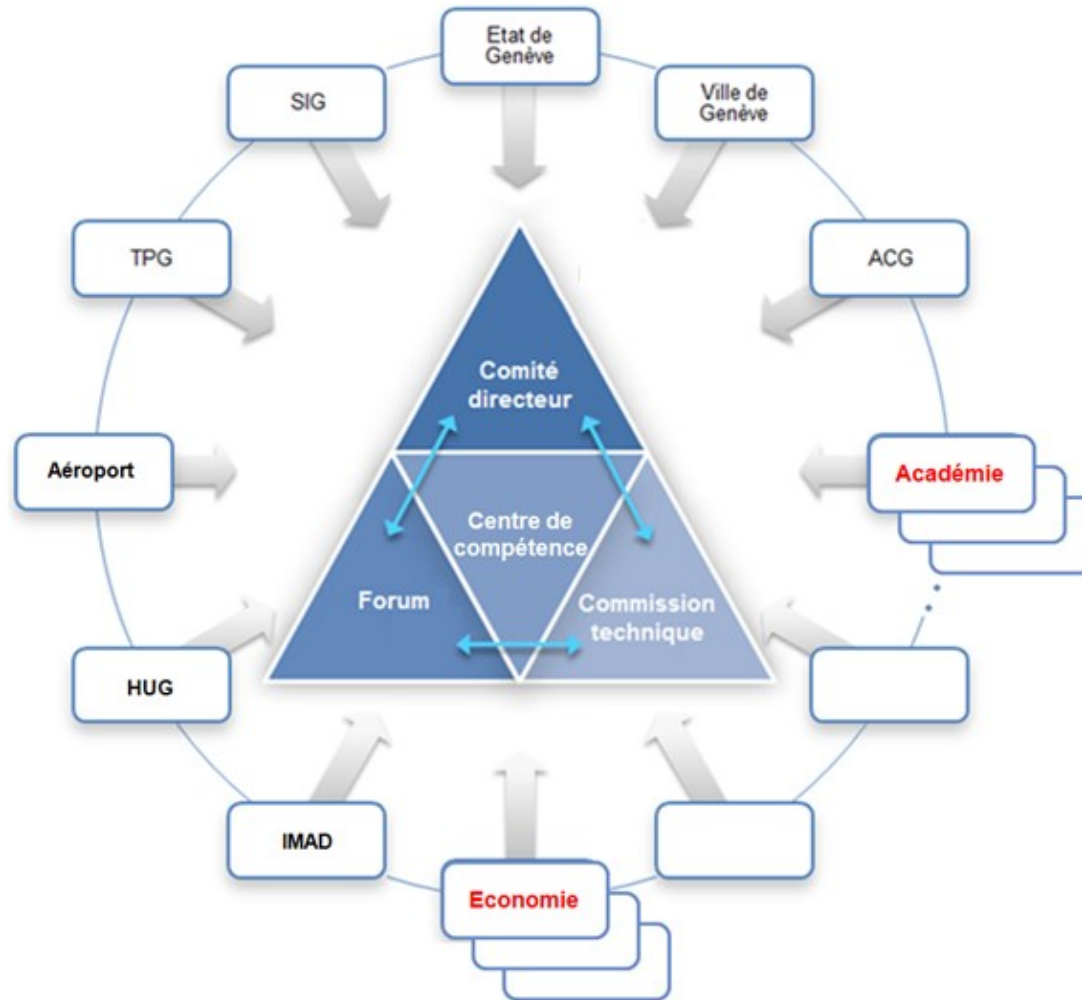 Etat de
Genève
SIG
Ville de
Genève
TPG
ACG
Comité
directeur
Aéroport
Académie
Centre de
compétence
Forum
Commission
technique
HUG
IMAD
Economie